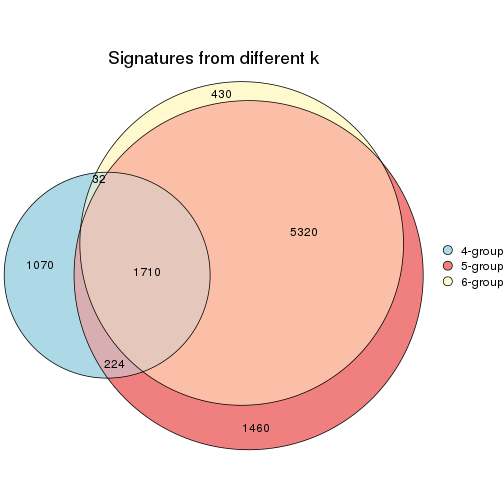 Signatures from different k
430
32
5320
4-group
1070
5-group
1710
6-group
224
1460